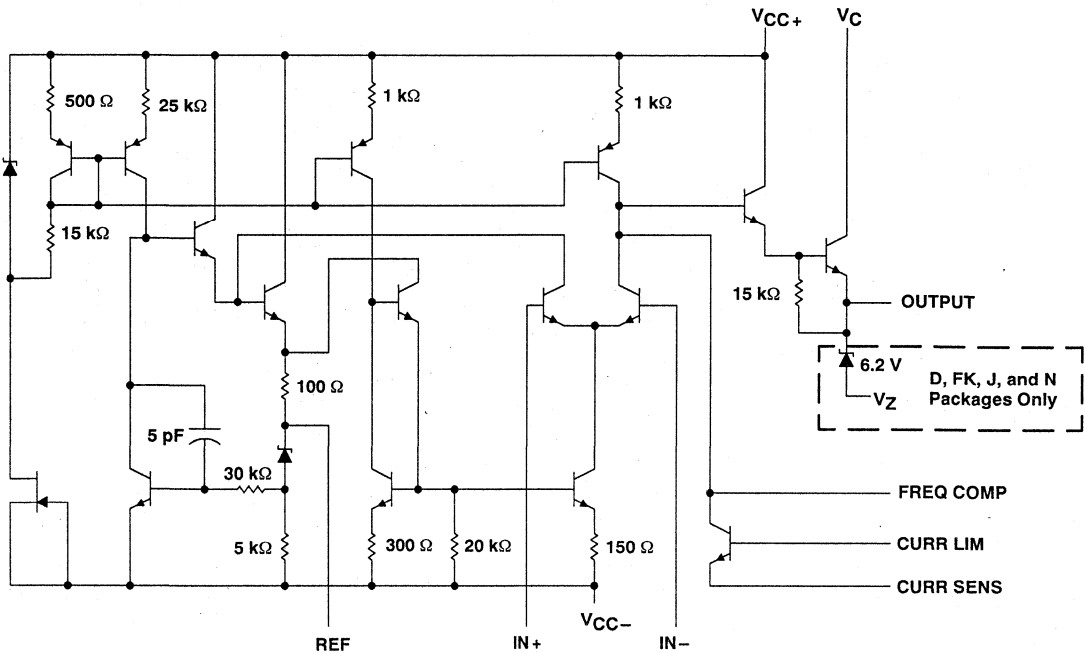 VCC+
VC
500 Ω
25 kΩ
1 kΩ
1 kΩ
15 kΩ
15 kΩ
OUTPUT
6.2 V
D, FK, J, and N
Packages Only
VZ
100 Ω
5 pF
30 kΩ
FREQ COMP
5 kΩ
300 Ω
20 kΩ
150 Ω
CURR LIM
CURR SENS
VCC−
REF
IN+
IN−